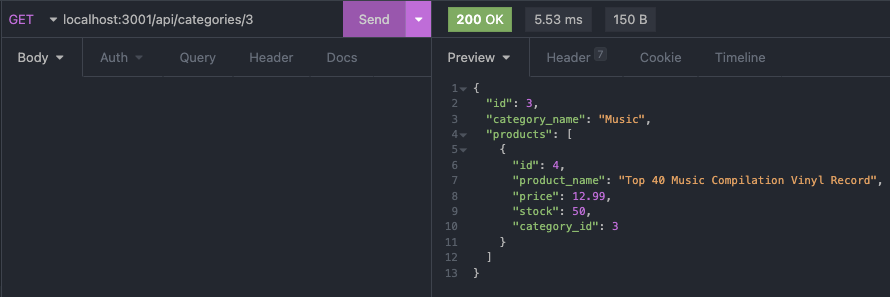 GET localhost:3001/api/categories/3 Send 200 OK 5.53 ms 150 B
Body Auth Query Header Docs Preview Header 7 Cookie Timeline
1 {
2 "id": 3,
3 "category_name": "Music",
4 "products": [
5 {
6 "id": 4,
7 "product_name": "Top 40 Music Compilation Vinyl Record",
8 "price": 12.99,
9 "stock": 50,
10 "category_id": 3
11 }
12 ]
13 }